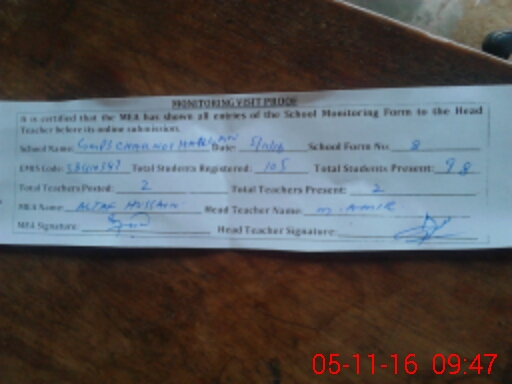 MONITORING VISIT PROOF
It is certified that the MEA has shown all entries of the School Monitoring Form to the Head
Teacher before its online submission.
School Name: Date: School Form No. 8
EMIS Code: Total Students Registered: 105 Total Students Present: 98
Total Teachers Posted: 2 Total Teachers Present: 2
MEA Name: ALTAF HUSSAIN Head Teacher Name:
MEA Signature: Head Teacher Signature:
05-11-16 09:47